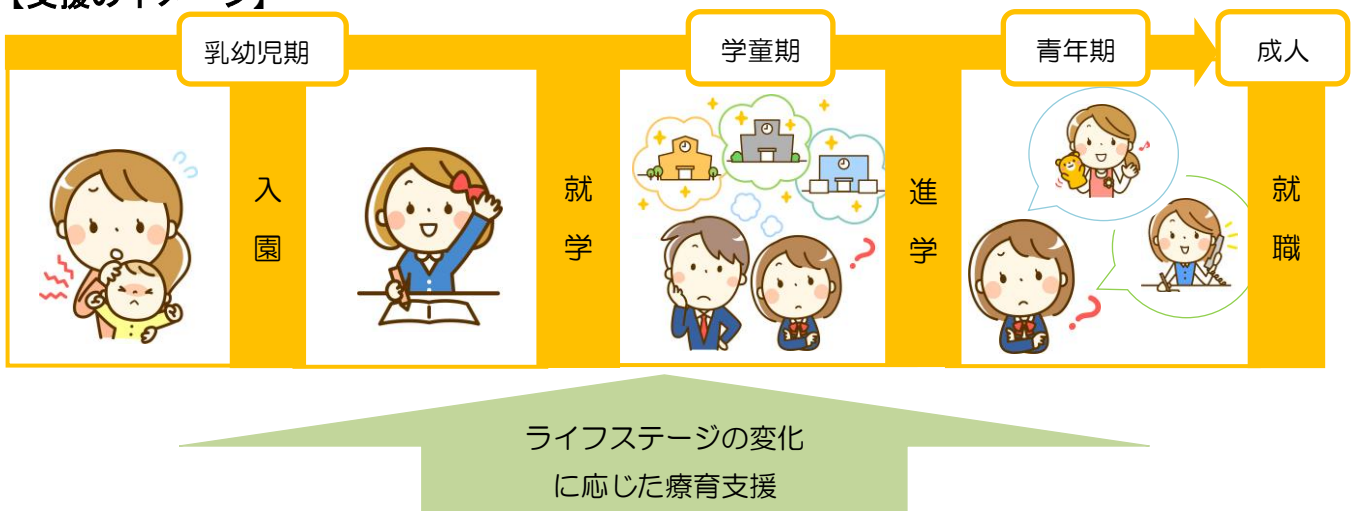 【支援のイメージ】
乳幼児期
学童期
青年期
成人
入園
就学
進学
就職
ライフステージの変化
に応じた療育支援